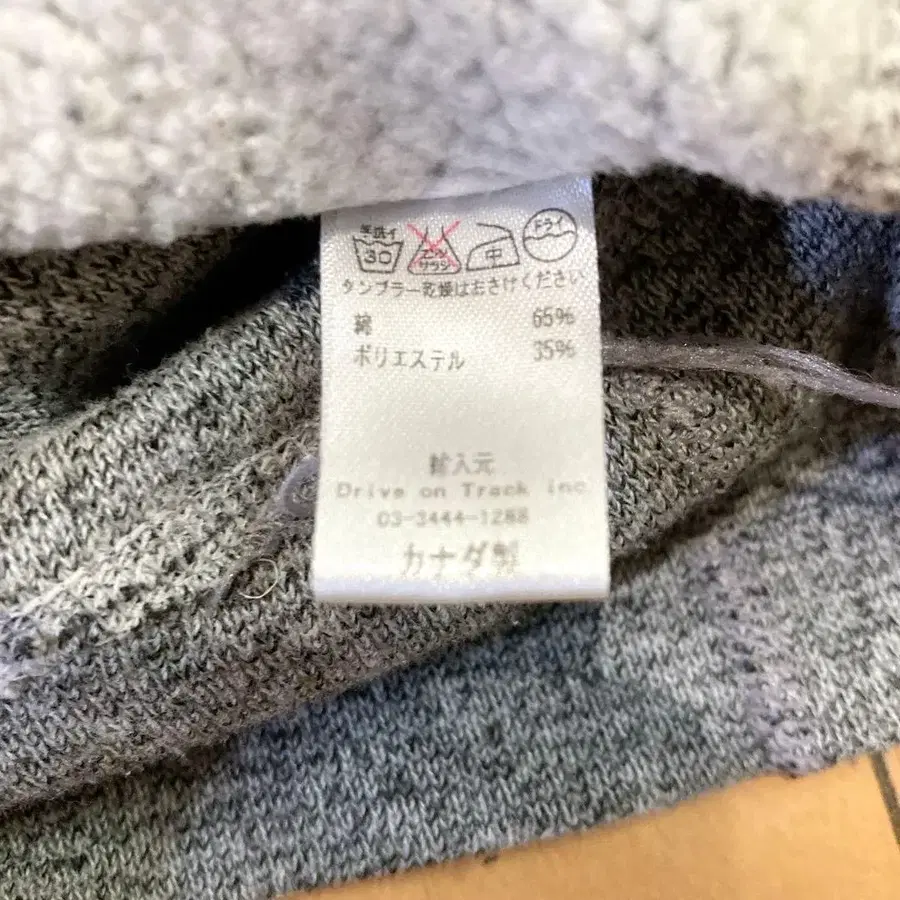 手洗イ 30 エンソサラシ 中 ドライ
タンブラー乾燥はおさけください
綿 65%
ポリエステル 35%
輸入元
Drive on Track inc.
03-3444-1288
カナダ製